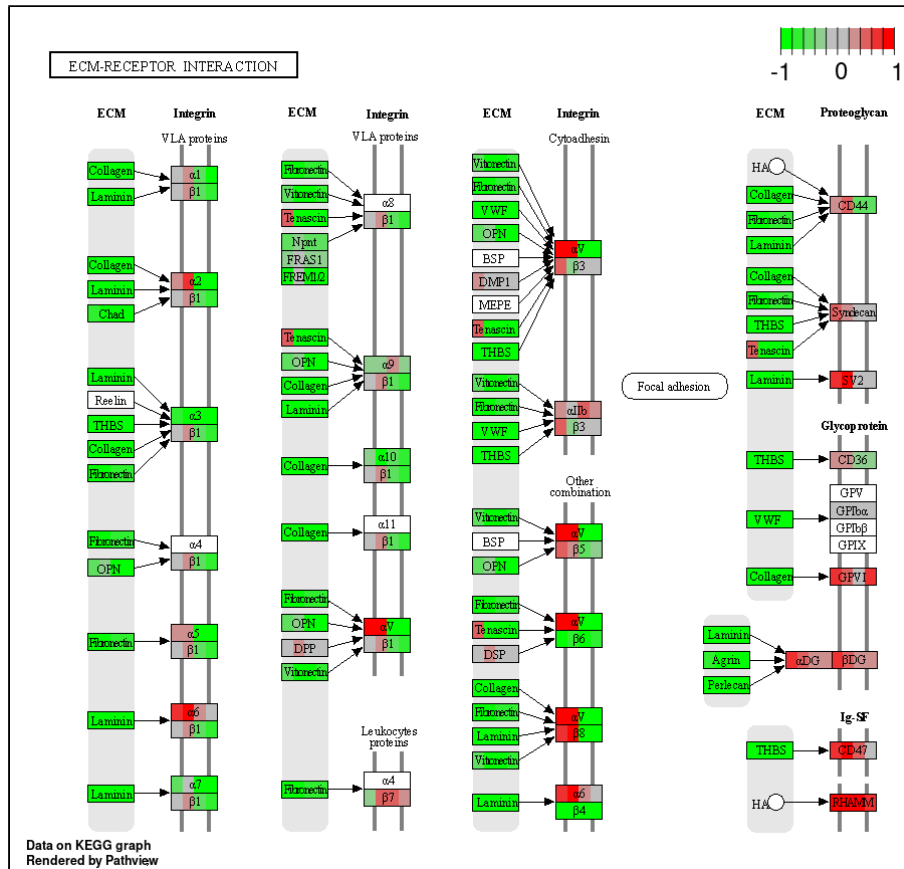 ECM-RECEPTOR INTERACTION
-1 0 1
ECM
Integrin
VLA proteins
Collagen
Laminin
α1
β1
Collagen
Laminin
Chad
α2
β1
Laminin
Reelin
THBS
Collagen
Fibronectin
α3
β1
Fibronectin
OPN
α4
β1
Fibronectin
α5
β1
Laminin
α6
β1
Laminin
α7
β1
ECM
Integrin
VLA proteins
Fibronectin
Vitronectin
Tenascin
Npnt
FRAS1
FREM1/2
α8
β1
Tenascin
OPN
Collagen
Laminin
α9
β1
Collagen
α10
β1
Collagen
α11
β1
Fibronectin
OPN
DPP
Vitronectin
αV
β1
Leukocytes
proteins
Fibronectin
α4
β7
ECM
Integrin
Cytoadhesin
Vitronectin
Fibronectin
VWF
OPN
BSP
DMP1
MEPE
Tenascin
THBS
αV
β3
Vitronectin
Fibronectin
VWF
THBS
αIIb
β3
Other
combination
Vitronectin
BSP
OPN
αV
β5
Fibronectin
Tenascin
DSP
αV
β6
Collagen
Fibronectin
Laminin
Vitronectin
αV
β8
Laminin
α6
β4
Focal adhesion
ECM
Proteoglycan
HA
Collagen
Fibronectin
Laminin
CD44
Collagen
Fibronectin
THBS
Tenascin
Syndecan
Laminin
SV2
Glycoprotein
THBS
CD36
VWF
GPV
GPIbα
GPIbβ
GPIX
Collagen
GPVI
Laminin
Agrin
Perlecan
αDG
βDG
Ig-SF
THBS
CD47
HA
RHAMM
Data on KEGG graph
Rendered by Pathview